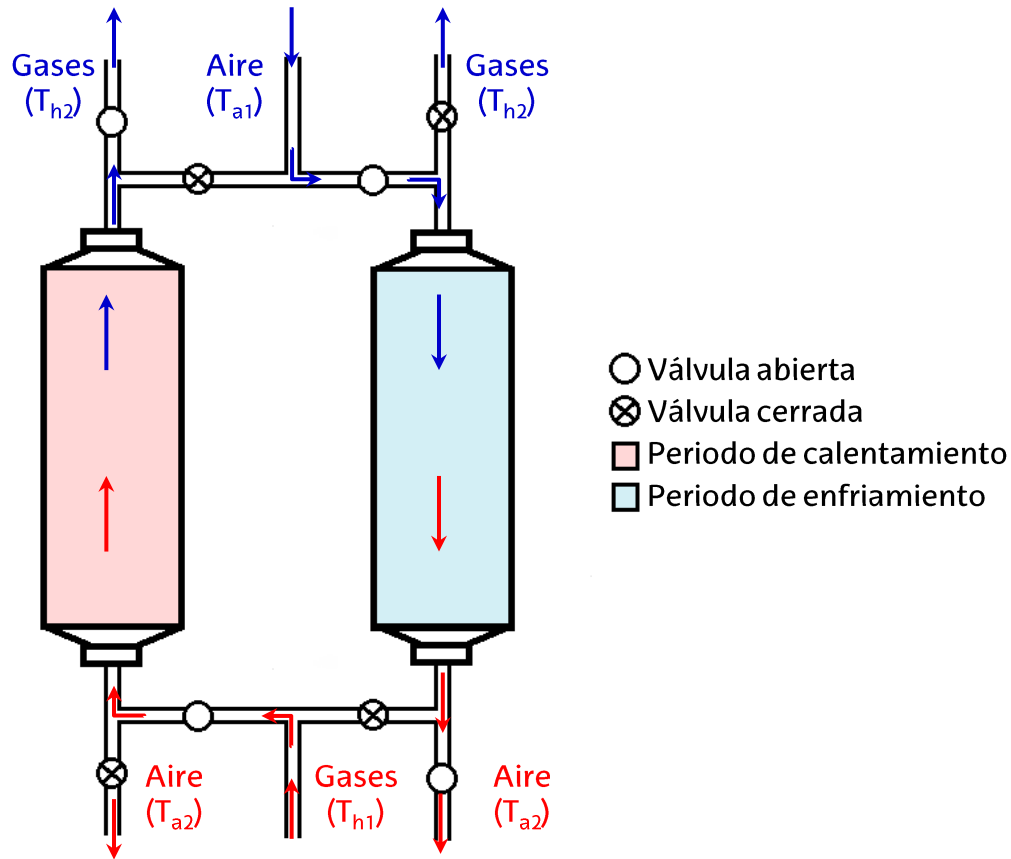 Gases
(Th2)
Aire
(Ta1)
Gases
(Th2)
Válvula abierta
Válvula cerrada
Periodo de calentamiento
Periodo de enfriamiento
Aire
(Ta2)
Gases
(Th1)
Aire
(Ta2)